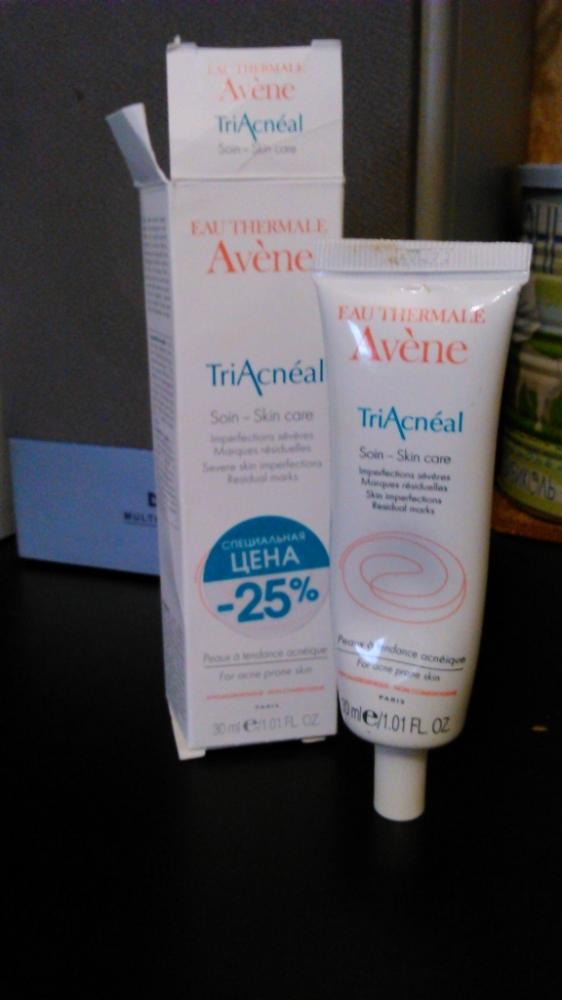 EAU THERMALE
Avène
TriAcnéal
Soin - Skin care
EAU THERMALE
Avène
TriAcnéal
Soin - Skin care
Imperfections sévères
Marques résiduelles
Severe skin imperfections
Residual marks
СПЕЦИАЛЬНАЯ
ЦЕНА
-25%
Peaux à tendance acnéique
For acne prone skin
PARIS
30 ml e/1.01 FL. OZ.
EAU THERMALE
Avène
TriAcnéal
Soin - Skin care
Imperfections sévères
Marques résiduelles
Skin imperfections
Residual marks
Peaux à tendance acnéique
For acne prone skin
PARIS
30 ml e/1.01 FL. OZ.
MULTI